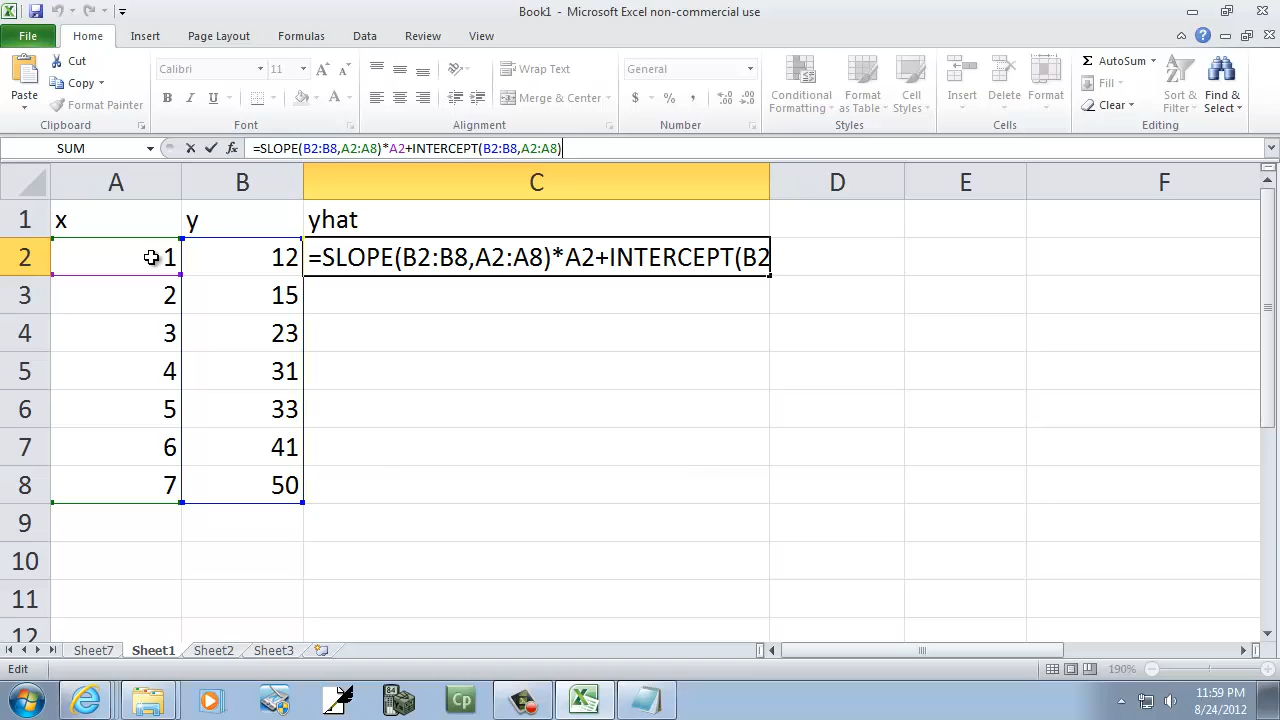 Book1 - Microsoft Excel non-commercial use
File Home Insert Page Layout Formulas Data Review View
Paste
Cut
Copy
Format Painter
Clipboard
Calibri 11
B I U
Font
Wrap Text
Merge & Center
Alignment
General
$ % ,
Number
Conditional Formatting
Format as Table
Cell Styles
Styles
Insert Delete Format
Cells
AutoSum
Fill
Clear
Sort & Filter
Find & Select
Editing
SUM =SLOPE(B2:B8,A2:A8)*A2+INTERCEPT(B2:B8,A2:A8)
A B C D E F
1 x y yhat
2 1 12 =SLOPE(B2:B8,A2:A8)*A2+INTERCEPT(B2
3 2 15
4 3 23
5 4 31
6 5 33
7 6 41
8 7 50
9
10
11
12
Sheet7 Sheet1 Sheet2 Sheet3
Edit 190%
11:59 PM
8/24/2012